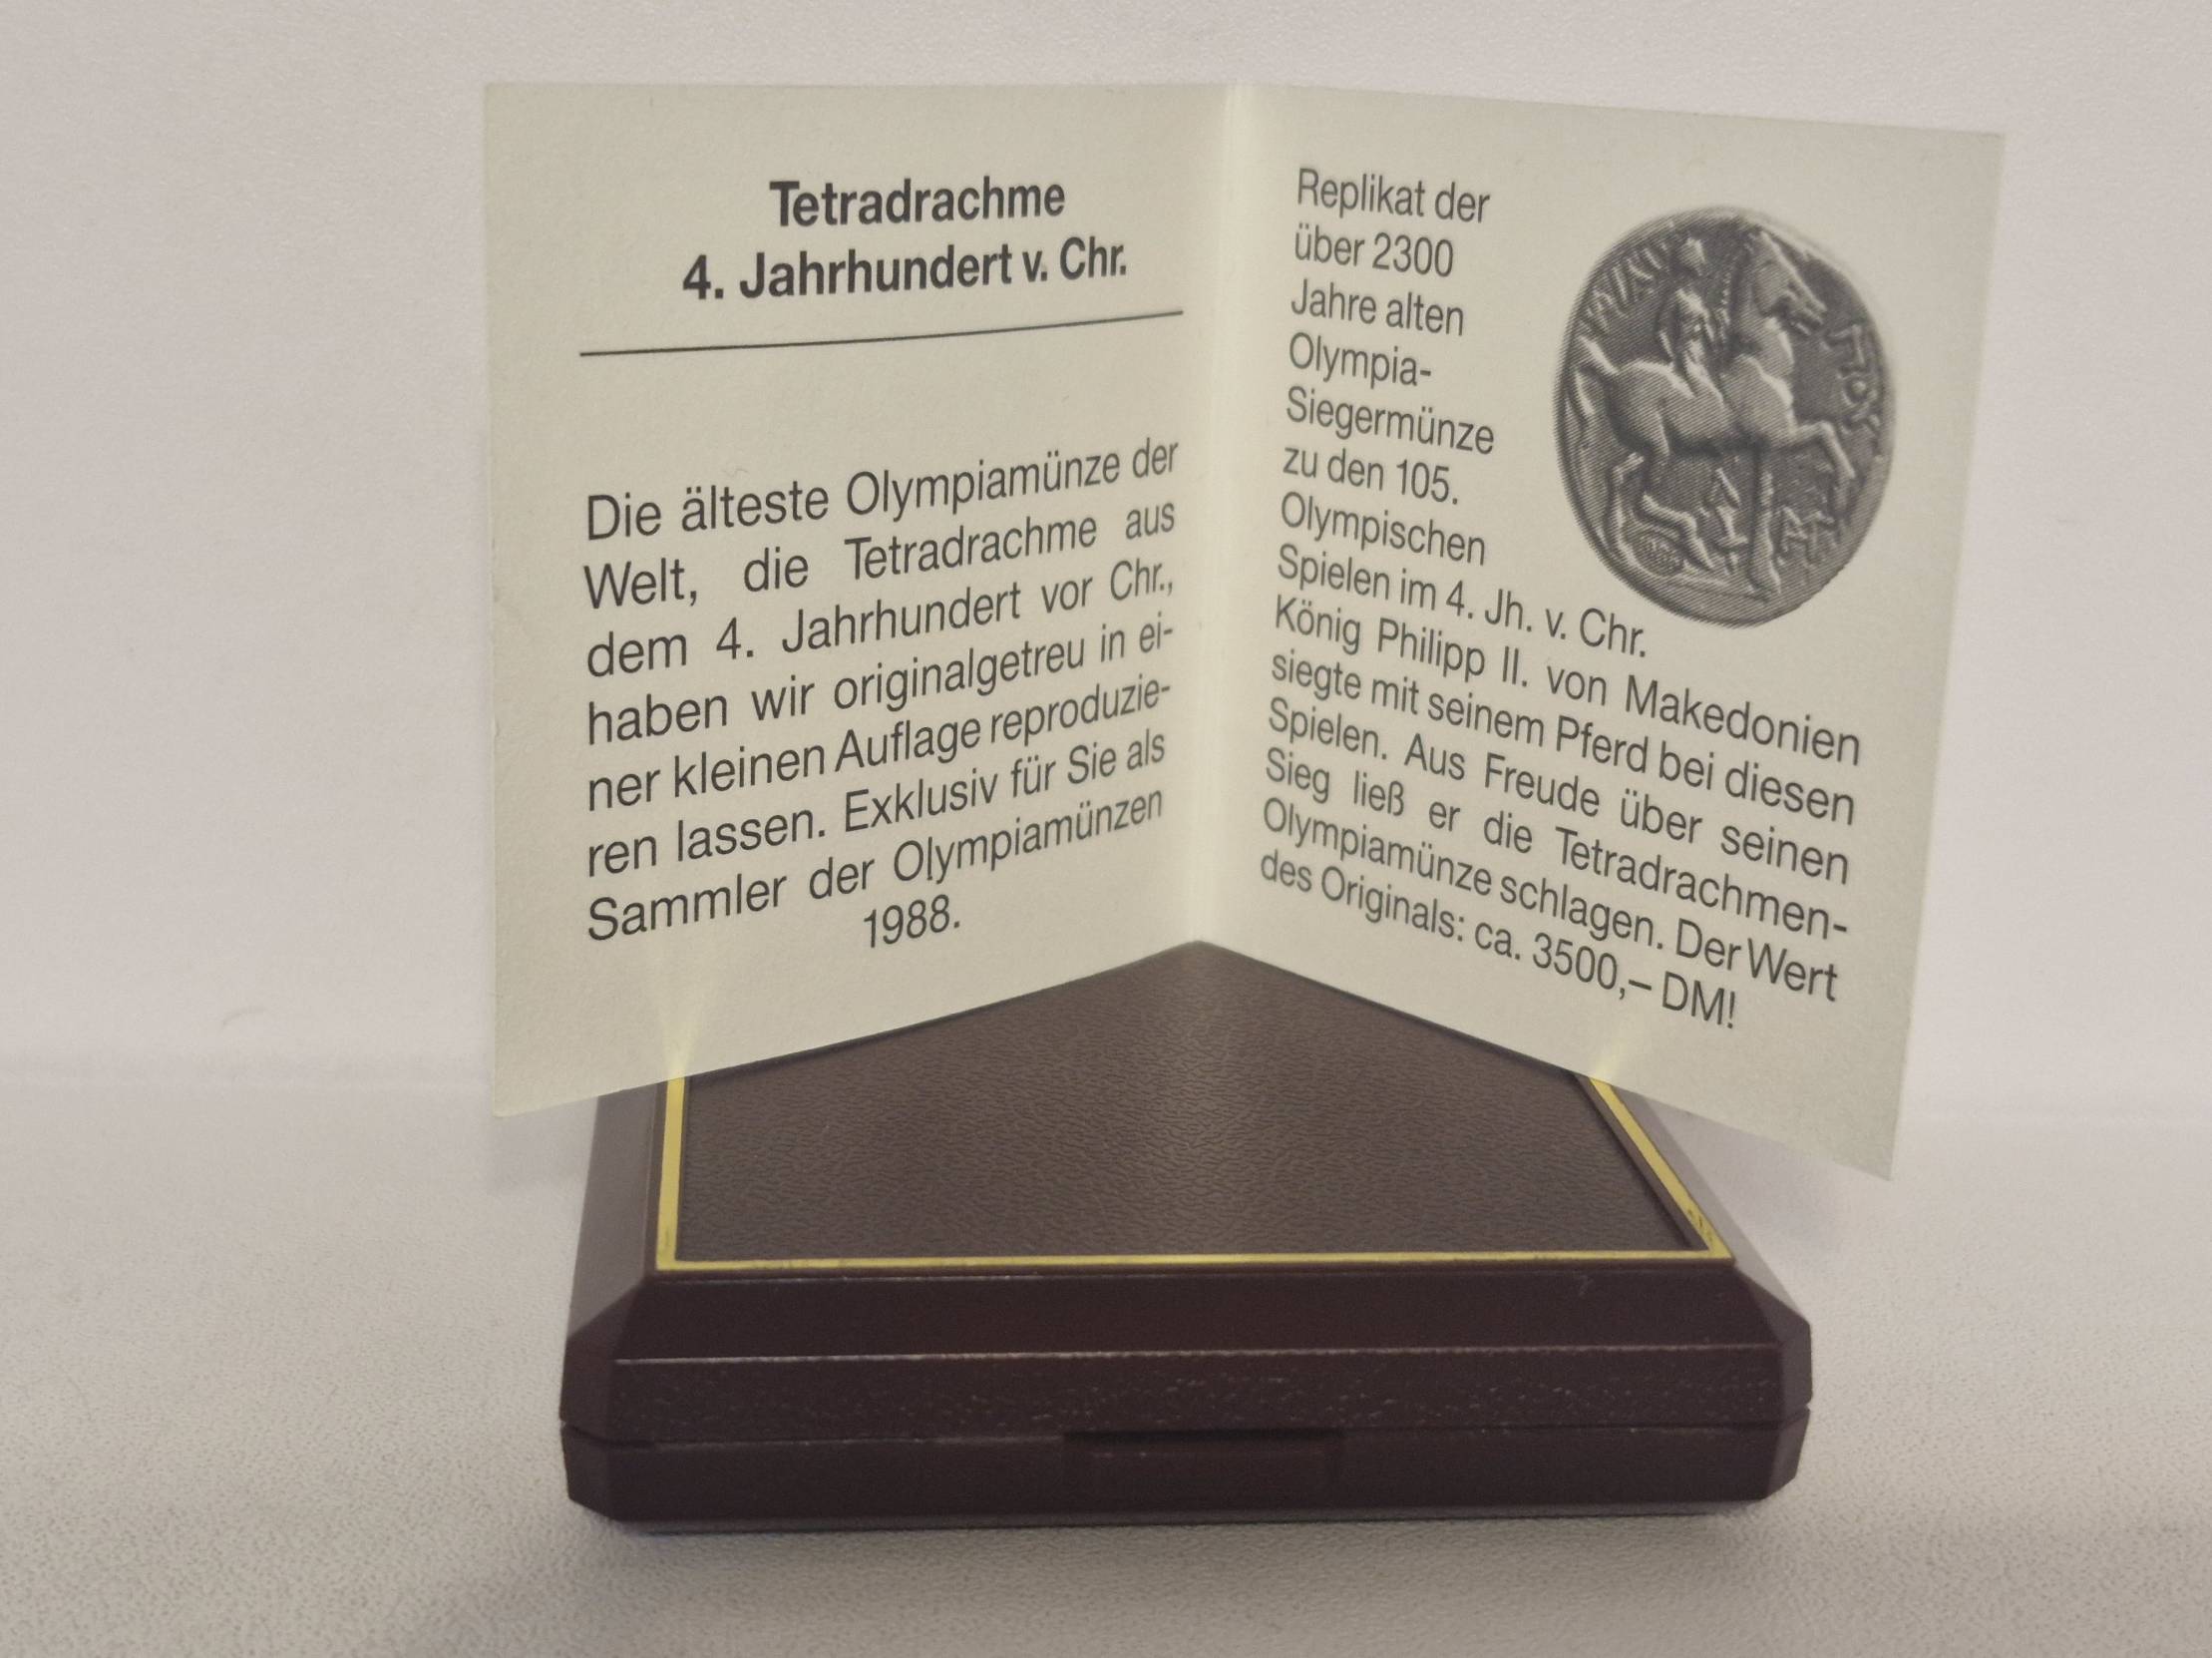 Tetradrachme
4. Jahrhundert v. Chr.
Die älteste Olympiamünze der
Welt, die Tetradrachme aus
dem 4. Jahrhundert vor Chr.,
haben wir originalgetreu in ei-
ner kleinen Auflage reproduzie-
ren lassen. Exklusiv für Sie als
Sammler der Olympiamünzen
1988.
Replikat der
über 2300
Jahre alten
Olympia-
Siegermünze
zu den 105.
Olympischen
Spielen im 4. Jh. v. Chr.
König Philipp II. von Makedonien
siegte mit seinem Pferd bei diesen
Spielen. Aus Freude über seinen
Sieg ließ er die Tetradrachmen-
Olympiamünze schlagen. Der Wert
des Originals: ca. 3500,– DM!